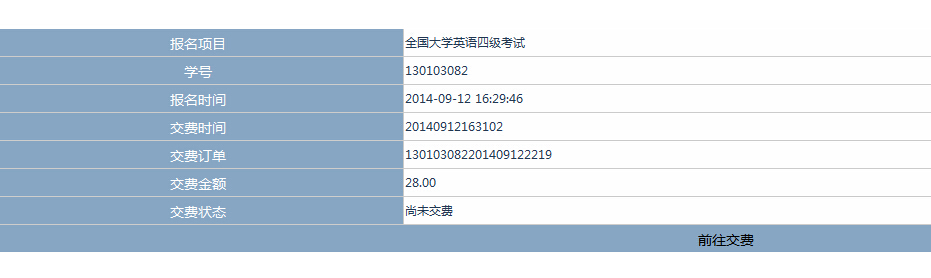 报名项目 全国大学英语四级考试
学号 130103082
报名时间 2014-09-12 16:29:46
交费时间 20140912163102
交费订单 130103082201409122219
交费金额 28.00
交费状态 尚未交费
前往交费